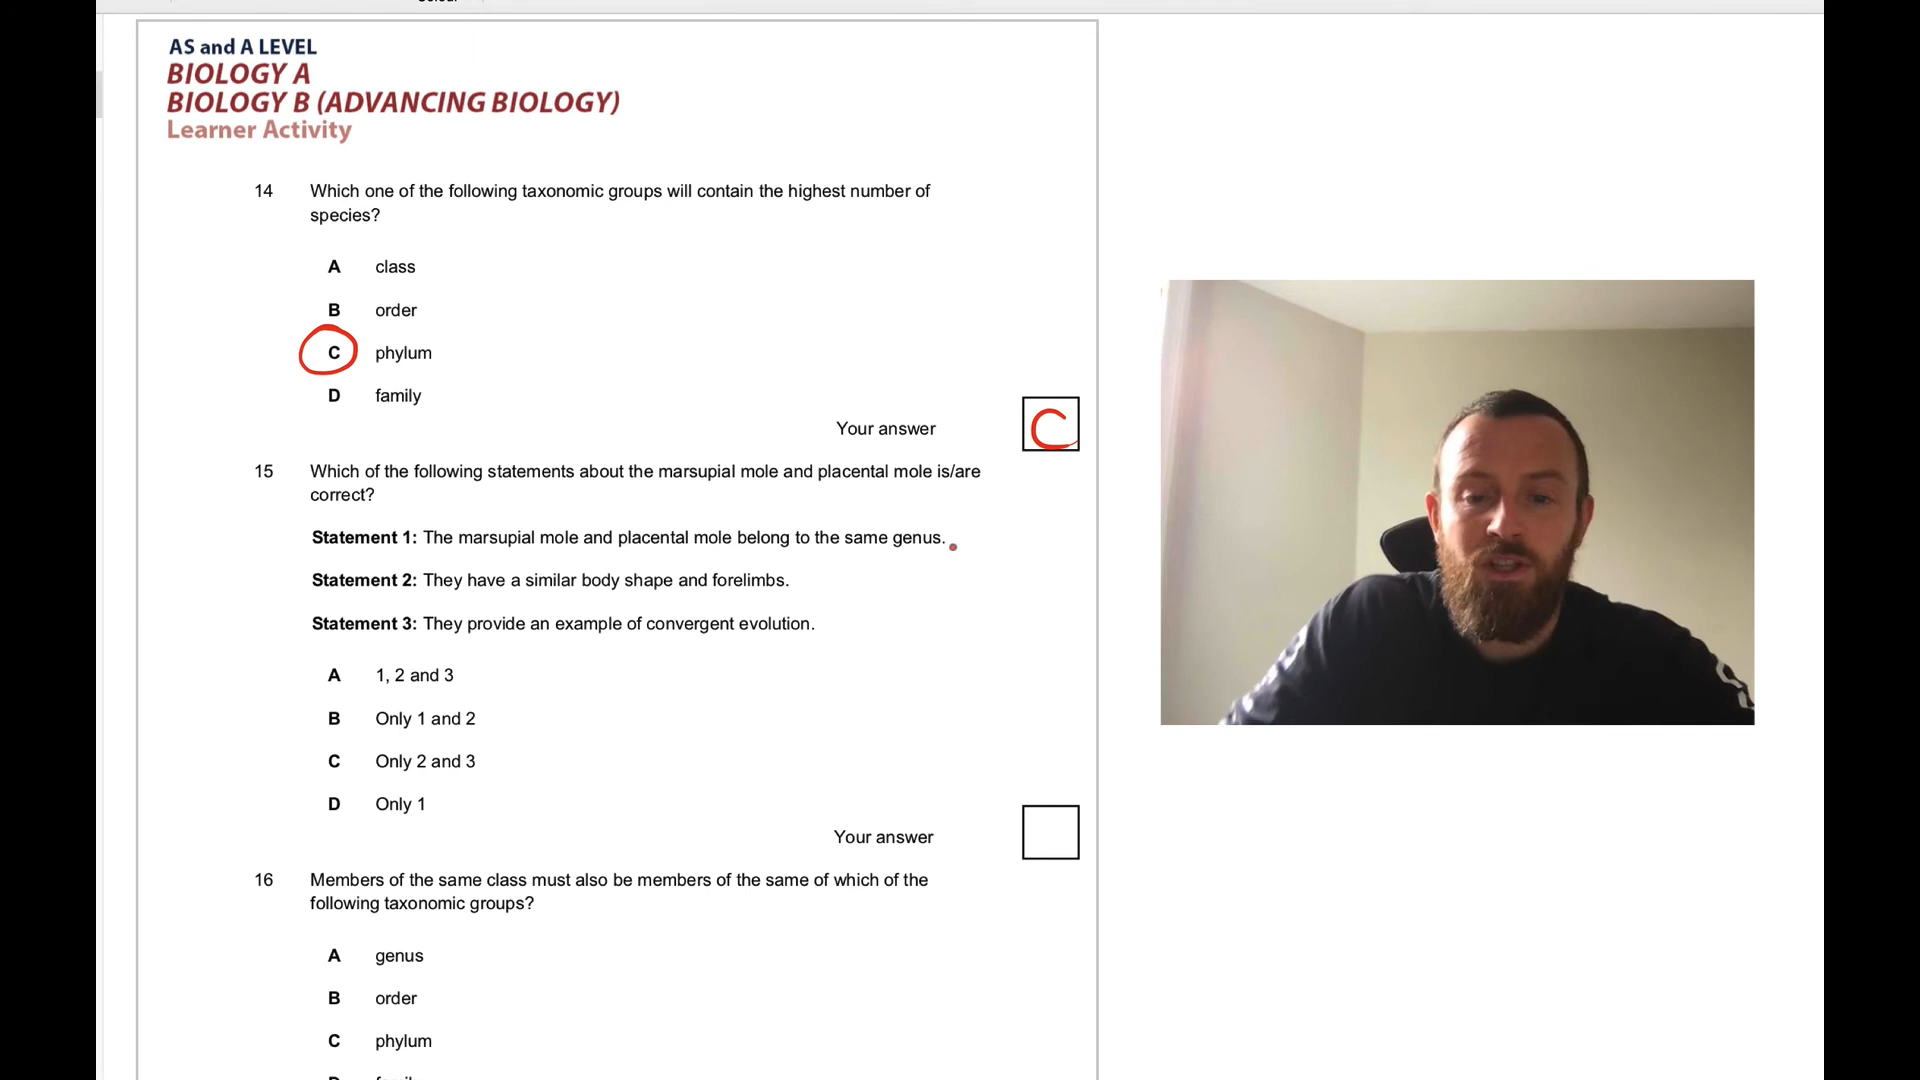 AS and A LEVEL
BIOLOGY A
BIOLOGY B (ADVANCING BIOLOGY)
Learner Activity
14 Which one of the following taxonomic groups will contain the highest number of
species?
A class
B order
C phylum
D family
Your answer C
15 Which of the following statements about the marsupial mole and placental mole is/are
correct?
Statement 1: The marsupial mole and placental mole belong to the same genus.
Statement 2: They have a similar body shape and forelimbs.
Statement 3: They provide an example of convergent evolution.
A 1, 2 and 3
B Only 1 and 2
C Only 2 and 3
D Only 1
Your answer
16 Members of the same class must also be members of the same of which of the
following taxonomic groups?
A genus
B order
C phylum